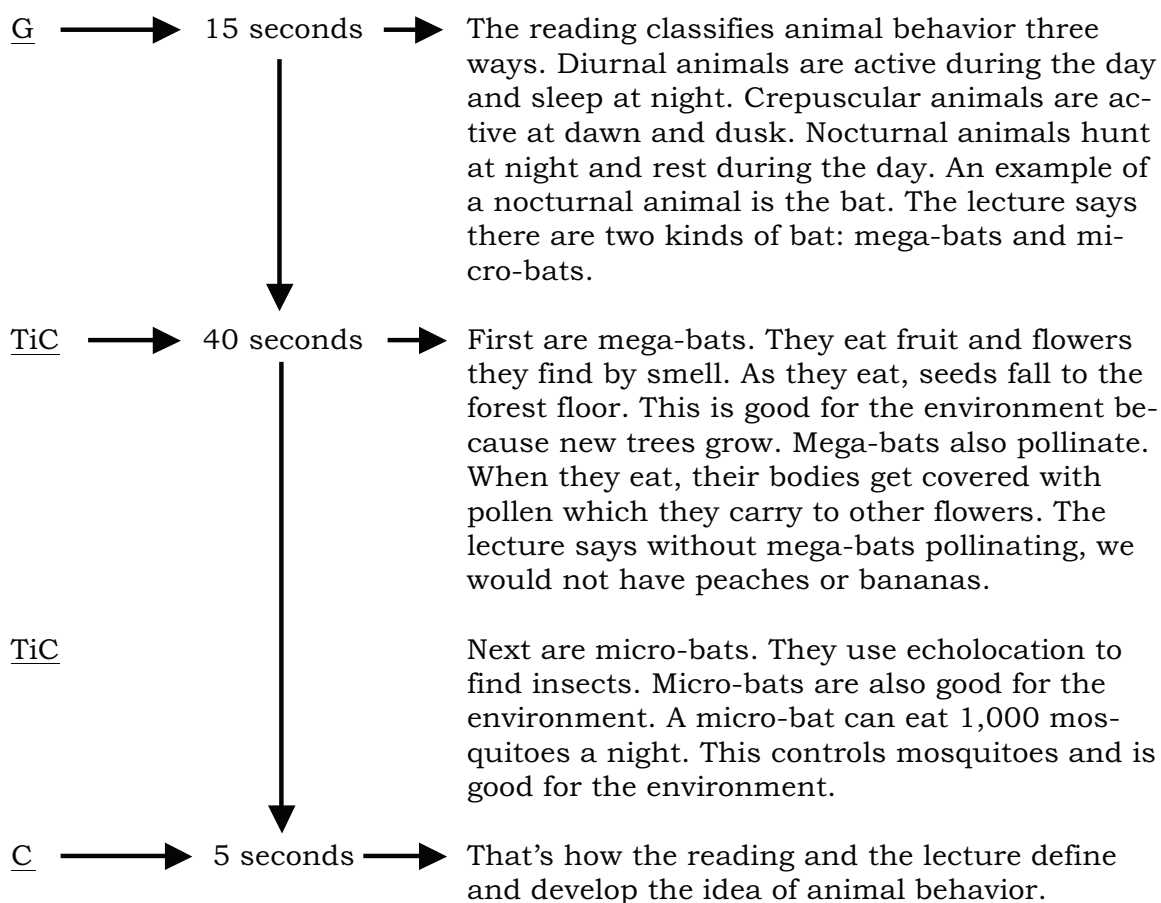 G 15 seconds The reading classifies animal behavior three
ways. Diurnal animals are active during the day
and sleep at night. Crepuscular animals are ac-
tive at dawn and dusk. Nocturnal animals hunt
at night and rest during the day. An example of
a nocturnal animal is the bat. The lecture says
there are two kinds of bat: mega-bats and mi-
cro-bats.
TiC 40 seconds First are mega-bats. They eat fruit and flowers
they find by smell. As they eat, seeds fall to the
forest floor. This is good for the environment be-
cause new trees grow. Mega-bats also pollinate.
When they eat, their bodies get covered with
pollen which they carry to other flowers. The
lecture says without mega-bats pollinating, we
would not have peaches or bananas.
TiC Next are micro-bats. They use echolocation to
find insects. Micro-bats are also good for the
environment. A micro-bat can eat 1,000 mos-
quitoes a night. This controls mosquitoes and is
good for the environment.
C 5 seconds That’s how the reading and the lecture define
and develop the idea of animal behavior.